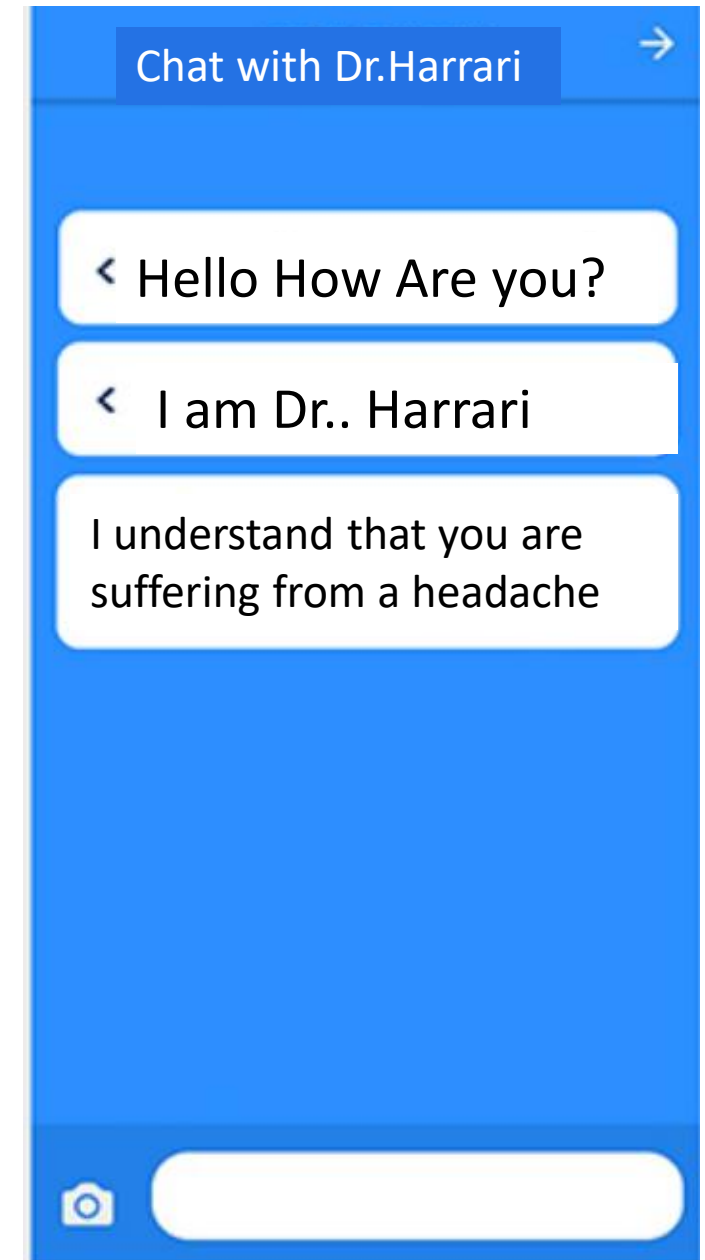 Chat with Dr.Harrari
Hello How Are you?
I am Dr.. Harrari
I understand that you are
suffering from a headache